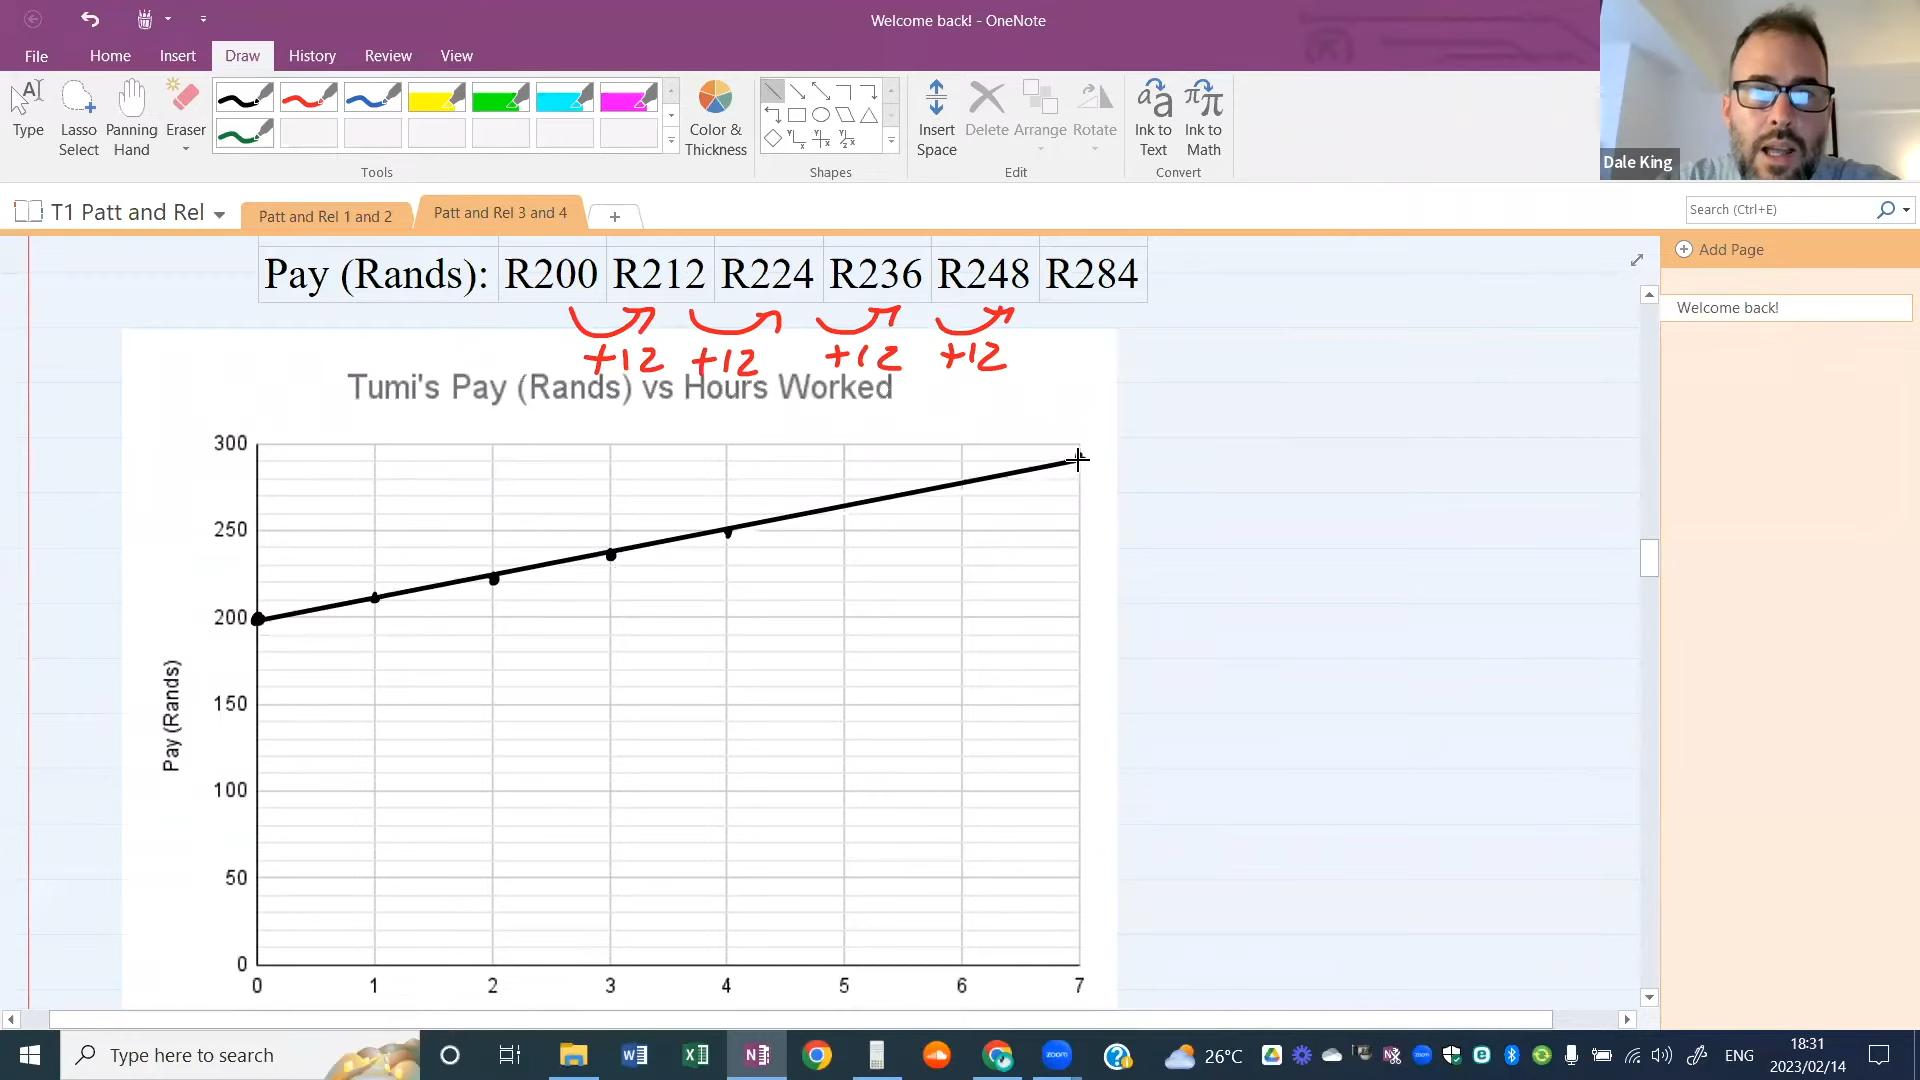 Welcome back! - OneNote
File Home Insert Draw History Review View
Type
Lasso Select
Panning Hand
Eraser
Color & Thickness
Insert Space
Delete
Arrange
Rotate
Ink to Text
Ink to Math
Tools
Shapes
Edit
Convert
Dale King
T1 Patt and Rel
Patt and Rel 1 and 2
Patt and Rel 3 and 4
Search (Ctrl+E)
Add Page
Welcome back!
Pay (Rands): R200 R212 R224 R236 R248 R284
+12 +12 +12 +12
Tumi's Pay (Rands) vs Hours Worked
300
250
200
150
100
50
0
Pay (Rands)
0 1 2 3 4 5 6 7
Type here to search
26°C
ENG
18:31
2023/02/14